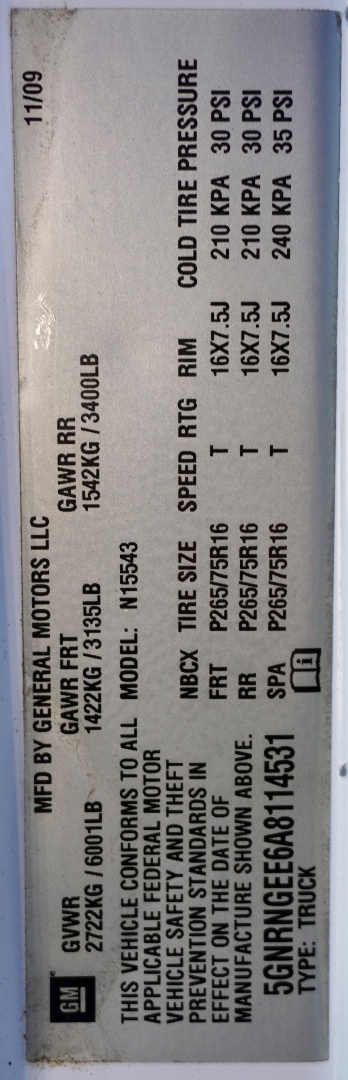 GM
MFD BY GENERAL MOTORS LLC 11/09
GVWR GAWR FRT GAWR RR
2722KG / 6001LB 1422KG / 3135LB 1542KG / 3400LB
THIS VEHICLE CONFORMS TO ALL
APPLICABLE FEDERAL MOTOR
VEHICLE SAFETY AND THEFT
PREVENTION STANDARDS IN
EFFECT ON THE DATE OF
MANUFACTURE SHOWN ABOVE.
5GNRNGEE6A8114531
TYPE: TRUCK
MODEL: N15543
NBCX TIRE SIZE SPEED RTG RIM COLD TIRE PRESSURE
FRT P265/75R16 T 16X7.5J 210 KPA 30 PSI
RR P265/75R16 T 16X7.5J 210 KPA 30 PSI
SPA P265/75R16 T 16X7.5J 240 KPA 35 PSI